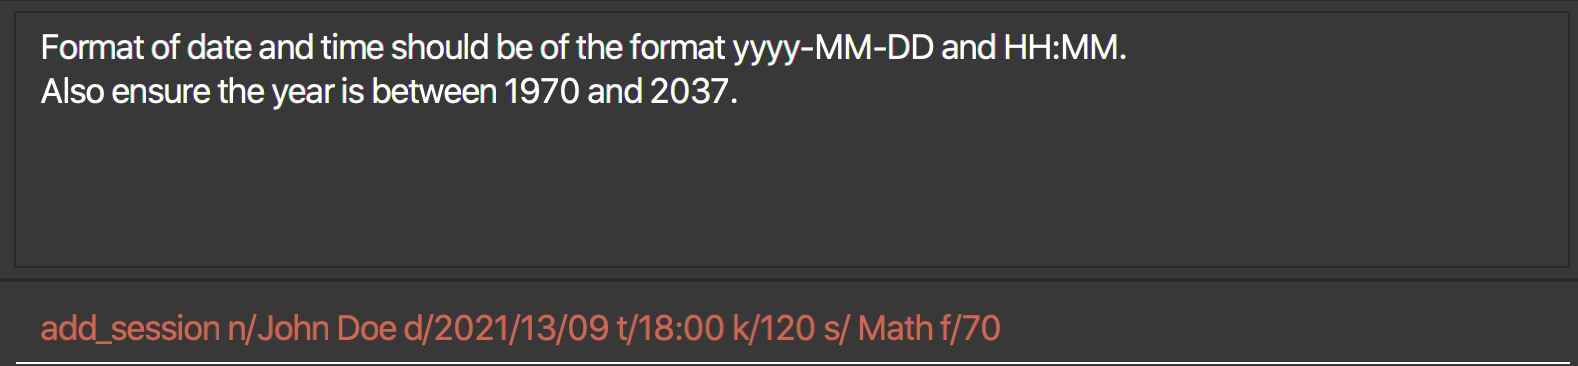 Format of date and time should be of the format yyyy-MM-DD and HH:MM.
Also ensure the year is between 1970 and 2037.
add_session n/John Doe d/2021/13/09 t/18:00 k/120 s/ Math f/70